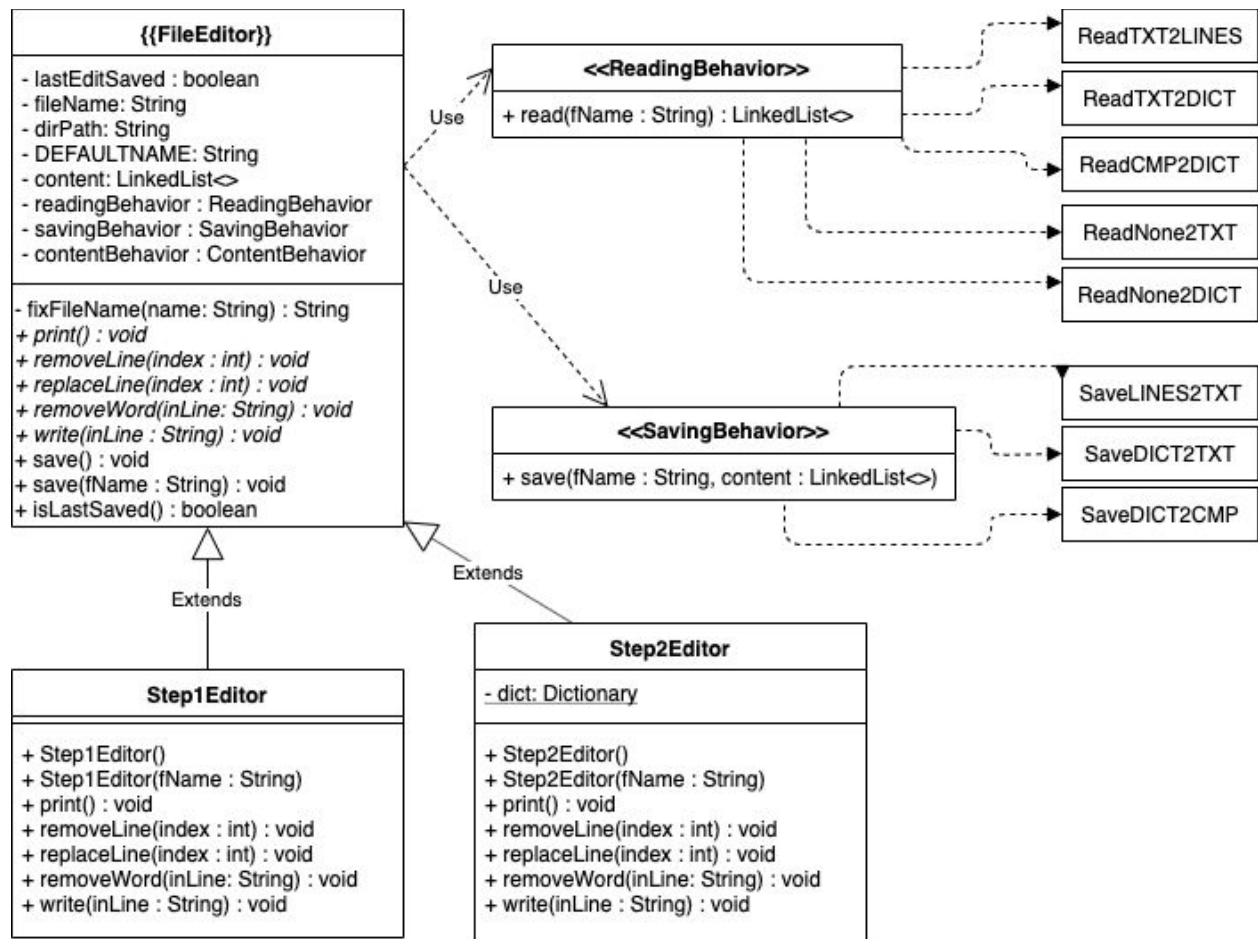 {{FileEditor}}
- lastEditSaved : boolean
- fileName: String
- dirPath: String
- DEFAULTNAME: String
- content: LinkedList<>
- readingBehavior : ReadingBehavior
- savingBehavior : SavingBehavior
- contentBehavior : ContentBehavior
- fixFileName(name: String) : String
+ print() : void
+ removeLine(index : int) : void
+ replaceLine(index : int) : void
+ removeWord(inLine: String) : void
+ write(inLine : String) : void
+ save() : void
+ save(fName : String) : void
+ isLastSaved() : boolean
Use
Use
<<ReadingBehavior>>
+ read(fName : String) : LinkedList<>
ReadTXT2LINES
ReadTXT2DICT
ReadCMP2DICT
ReadNone2TXT
ReadNone2DICT
<<SavingBehavior>>
+ save(fName : String, content : LinkedList<>)
SaveLINES2TXT
SaveDICT2TXT
SaveDICT2CMP
Extends
Extends
Step1Editor
+ Step1Editor()
+ Step1Editor(fName : String)
+ print() : void
+ removeLine(index : int) : void
+ replaceLine(index : int) : void
+ removeWord(inLine: String) : void
+ write(inLine : String) : void
Step2Editor
- dict: Dictionary
+ Step2Editor()
+ Step2Editor(fName : String)
+ print() : void
+ removeLine(index : int) : void
+ replaceLine(index : int) : void
+ removeWord(inLine: String) : void
+ write(inLine : String) : void